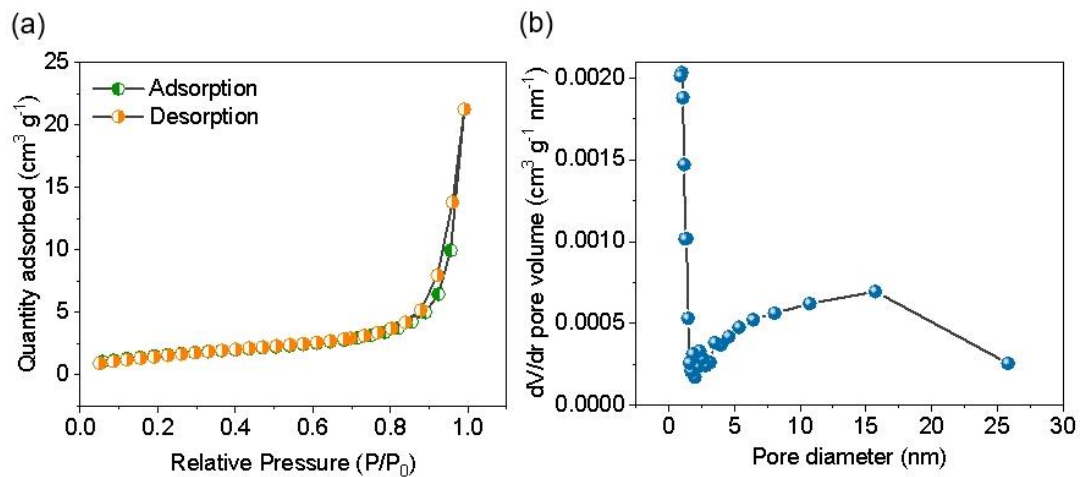 (a)
25
20
15
10
5
0
Quantity adsorbed (cm³ g⁻¹)
Adsorption
Desorption
0.0 0.2 0.4 0.6 0.8 1.0
Relative Pressure (P/P₀)
(b)
0.0020
0.0015
0.0010
0.0005
0.0000
dV/dr pore volume (cm³ g⁻¹ nm⁻¹)
0 5 10 15 20 25 30
Pore diameter (nm)